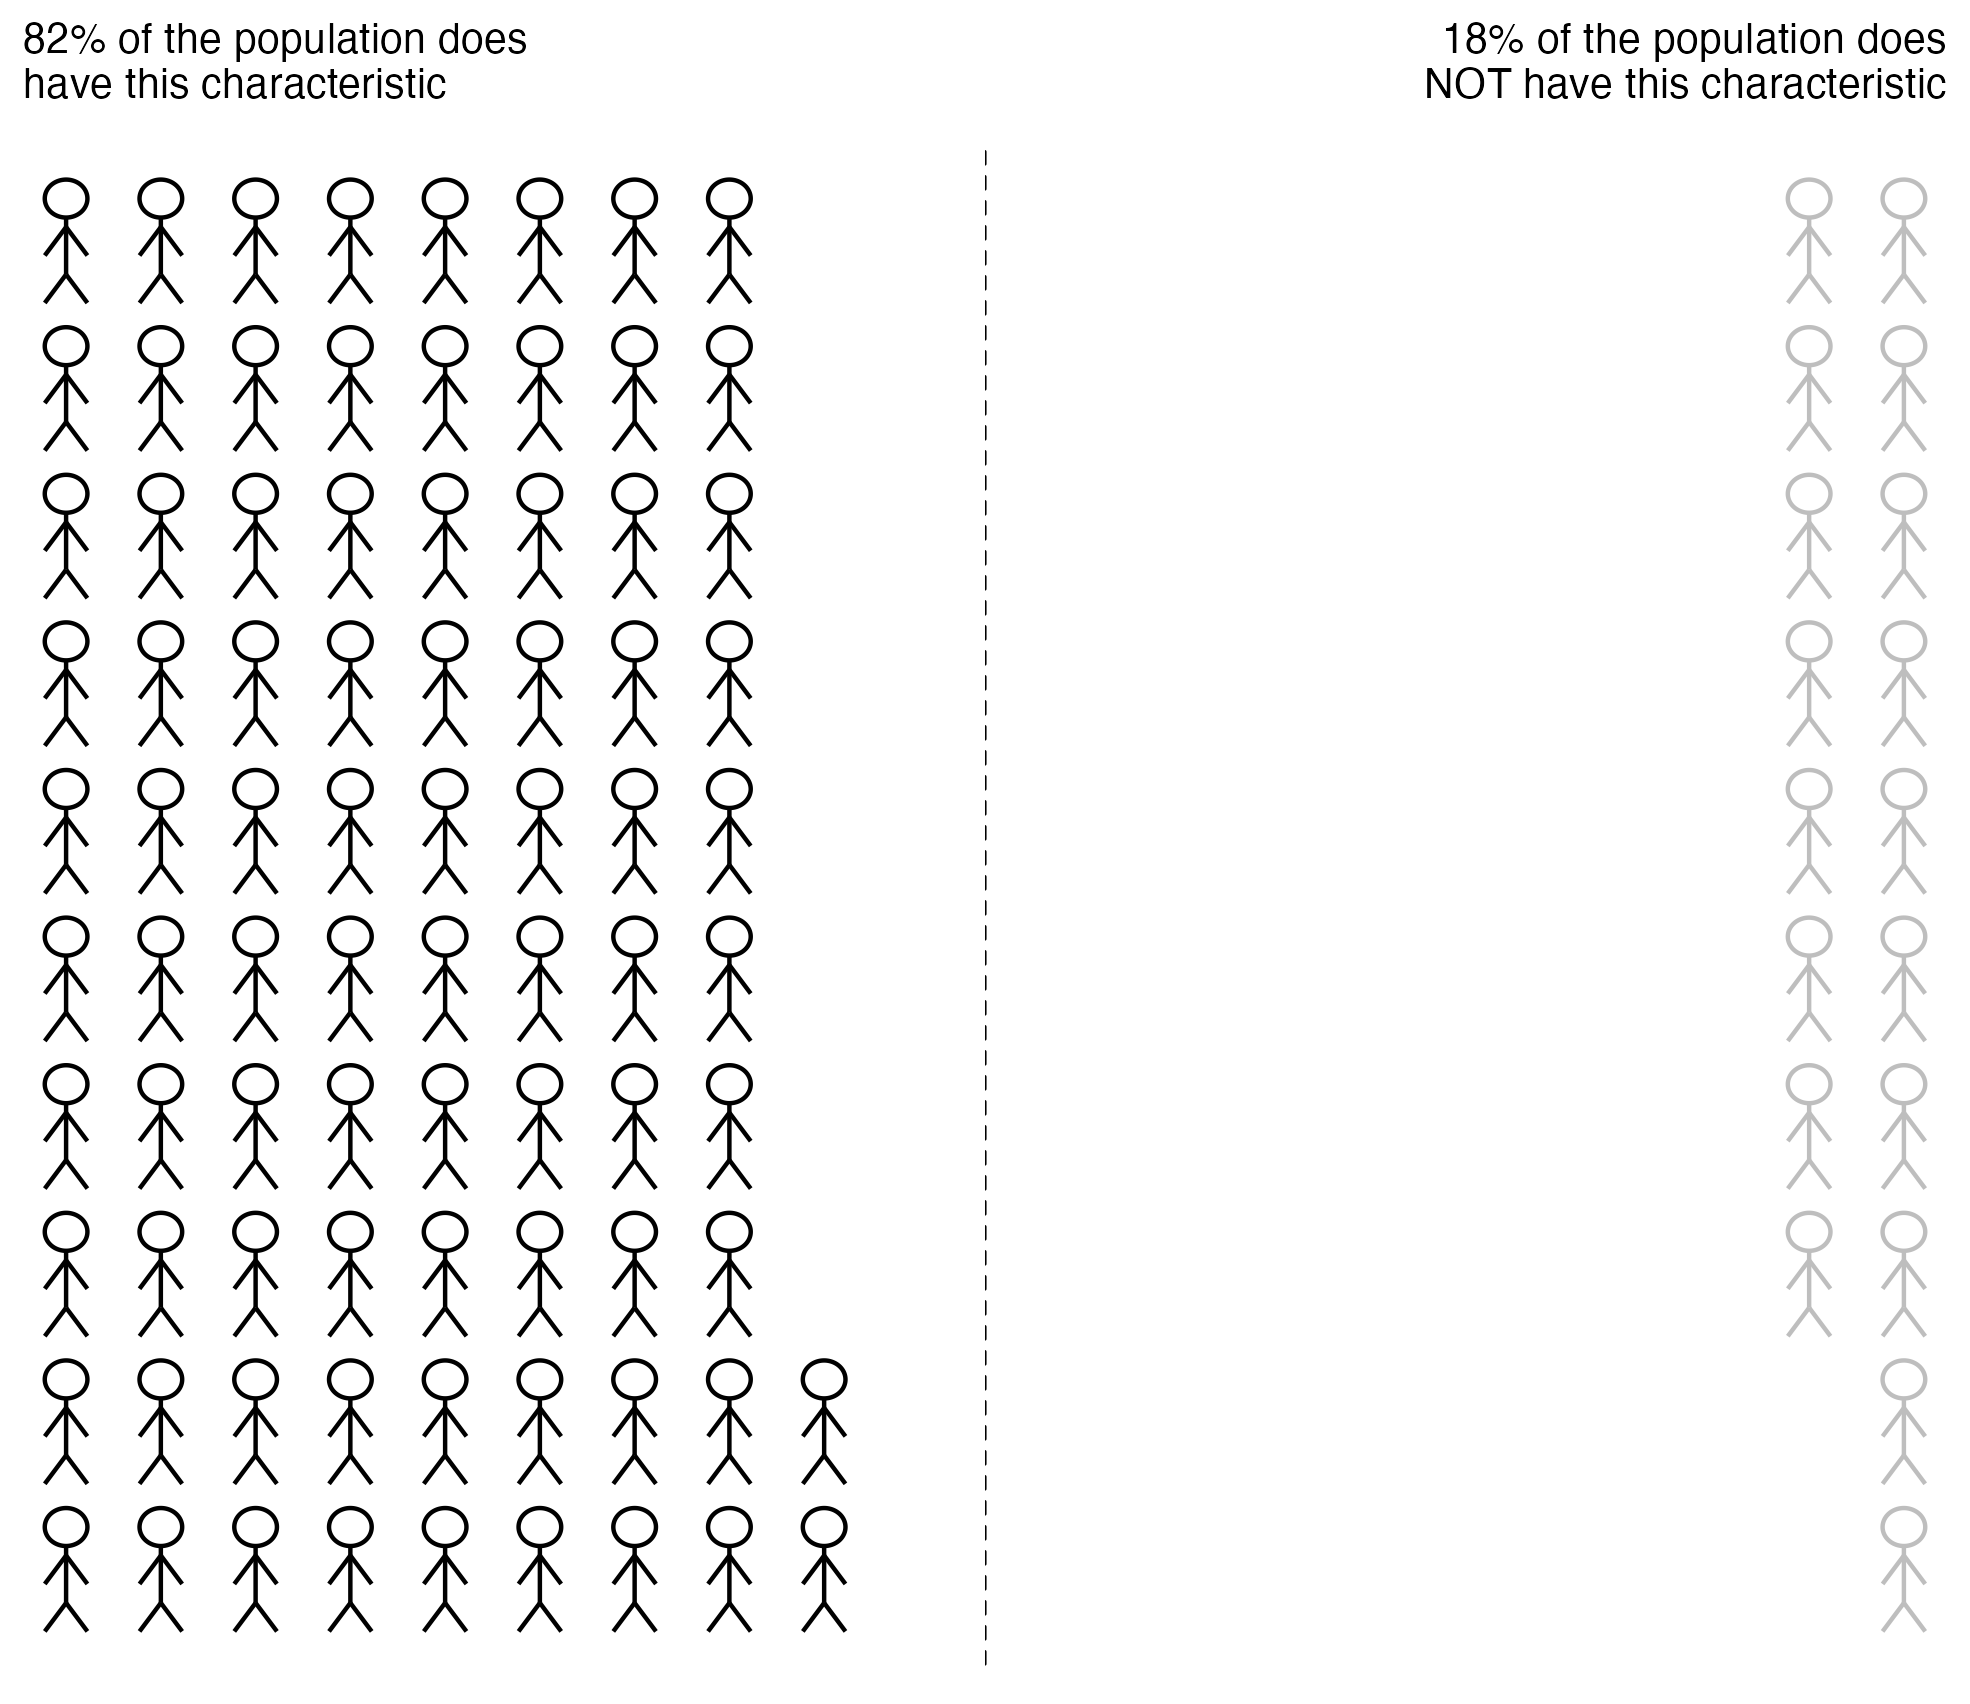 82% of the population does
have this characteristic
18% of the population does
NOT have this characteristic